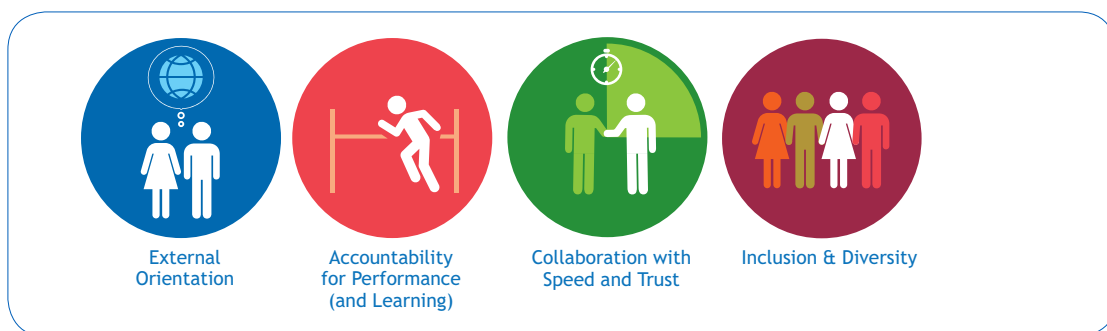 External
Orientation
Accountability
for Performance
(and Learning)
Collaboration with
Speed and Trust
Inclusion & Diversity